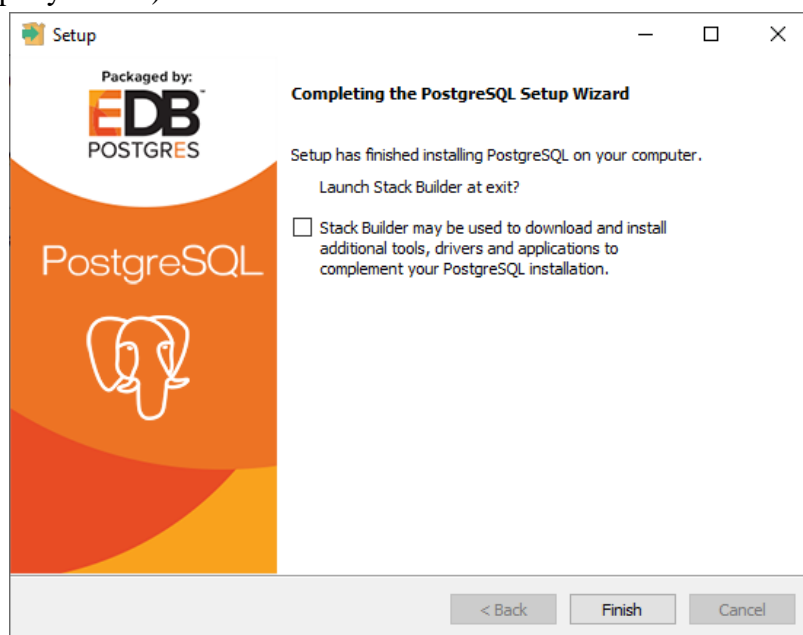 Setup
Packaged by:
EDB
POSTGRES
PostgreSQL
Completing the PostgreSQL Setup Wizard
Setup has finished installing PostgreSQL on your computer.
Launch Stack Builder at exit?
Stack Builder may be used to download and install
additional tools, drivers and applications to
complement your PostgreSQL installation.
< Back
Finish
Cancel